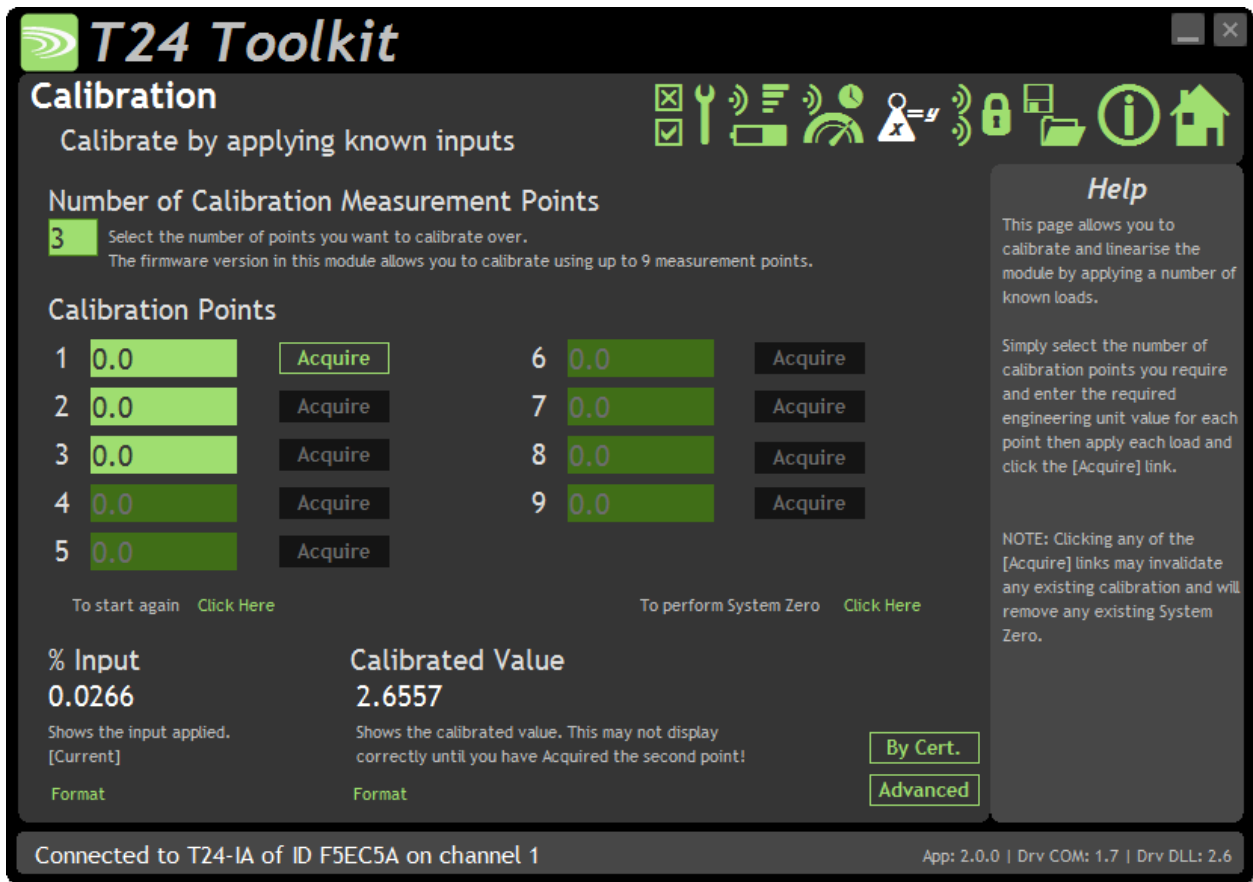 T24 Toolkit
Calibration
Calibrate by applying known inputs
x=y
Number of Calibration Measurement Points
3
Select the number of points you want to calibrate over.
The firmware version in this module allows you to calibrate using up to 9 measurement points.
Calibration Points
1 0.0 Acquire
2 0.0 Acquire
3 0.0 Acquire
4 0.0 Acquire
5 0.0 Acquire
6 0.0 Acquire
7 0.0 Acquire
8 0.0 Acquire
9 0.0 Acquire
To start again Click Here
To perform System Zero Click Here
% Input
0.0266
Shows the input applied.
[Current]
Format
Calibrated Value
2.6557
Shows the calibrated value. This may not display
correctly until you have Acquired the second point!
Format
By Cert.
Advanced
Help
This page allows you to
calibrate and linearise the
module by applying a number of
known loads.
Simply select the number of
calibration points you require
and enter the required
engineering unit value for each
point then apply each load and
click the [Acquire] link.
NOTE: Clicking any of the
[Acquire] links may invalidate
any existing calibration and will
remove any existing System
Zero.
Connected to T24-IA of ID F5EC5A on channel 1
App: 2.0.0 | Drv COM: 1.7 | Drv DLL: 2.6